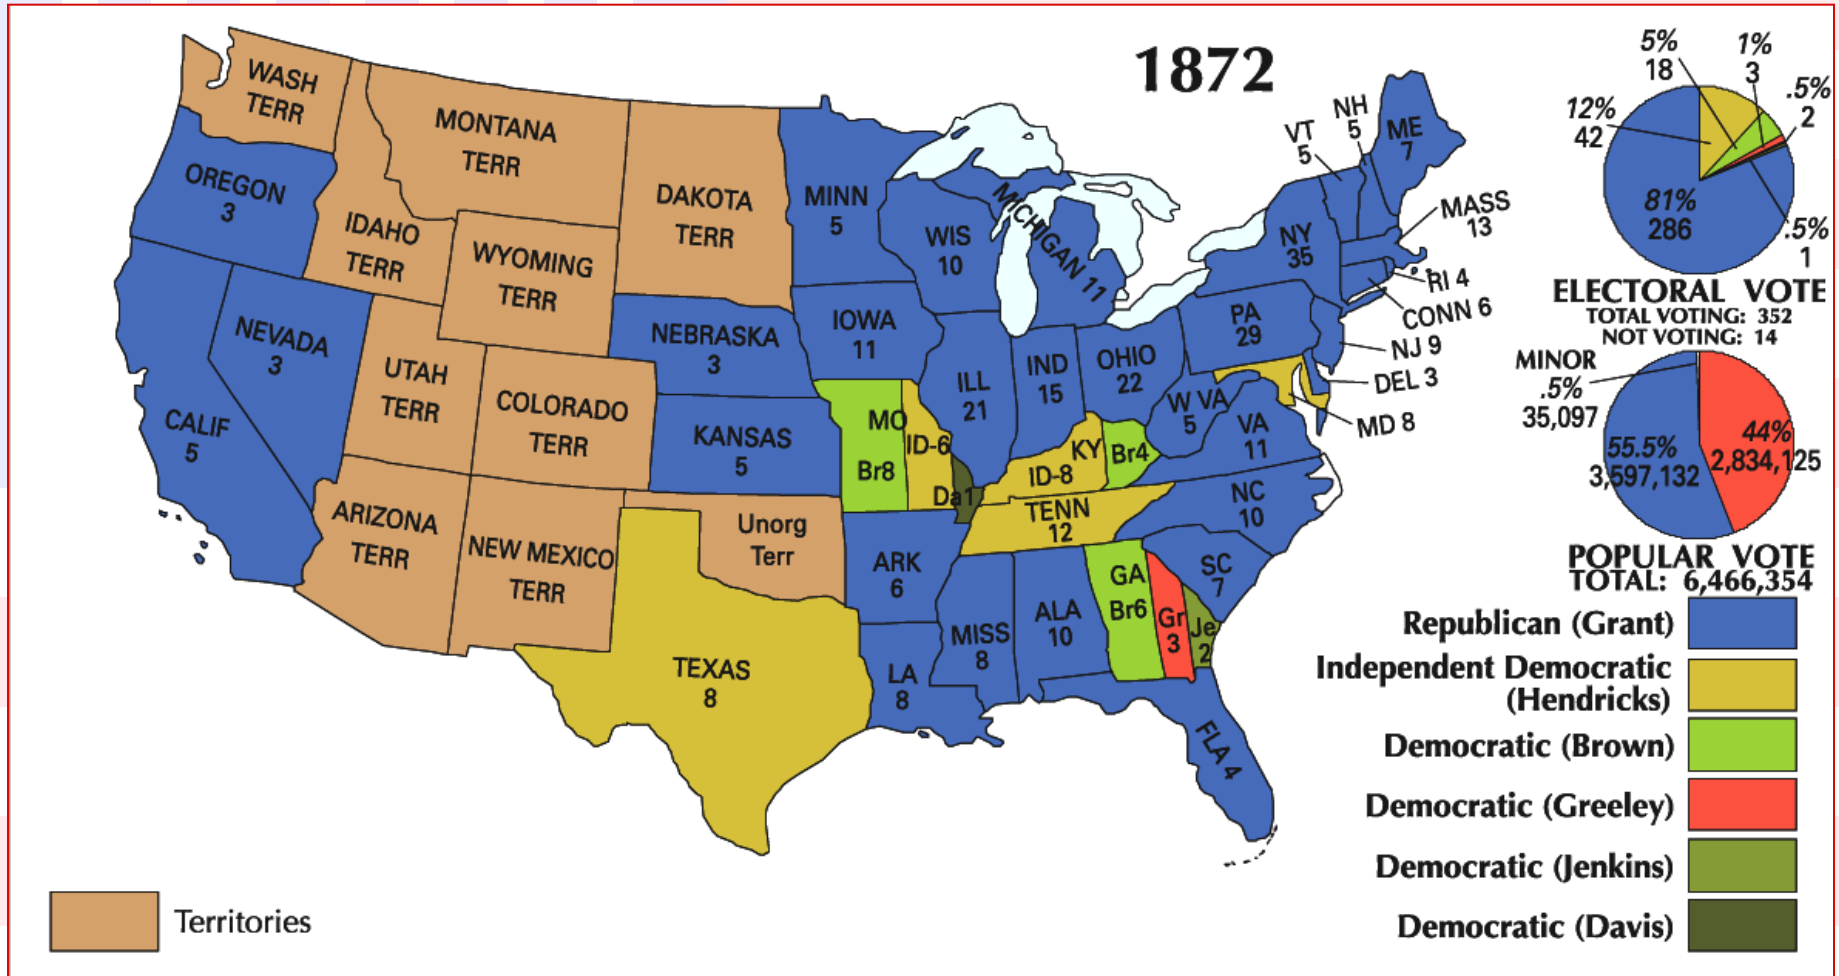 1872
WASH
TERR
MONTANA
TERR
DAKOTA
TERR
MINN
5
OREGON
3
IDAHO
TERR
WYOMING
TERR
WIS
10
MICHIGAN 11
VT
5
NH
5
ME
7
MASS
13
NY
35
RI 4
CONN 6
NJ 9
DEL 3
MD 8
PA
29
NEVADA
3
NEBRASKA
3
IOWA
11
ILL
21
IND
15
OHIO
22
W VA
5
VA
11
CALIF
5
UTAH
TERR
COLORADO
TERR
KANSAS
5
MO
Br8
ID-6
Da1
KY
ID-8
Br4
NC
10
TENN
12
ARIZONA
TERR
NEW MEXICO
TERR
Unorg
Terr
ARK
6
SC
7
GA
Br6
Gr
3
Je
2
ALA
10
MISS
8
TEXAS
8
LA
8
FLA 4
5%
18
1%
3
.5%
2
12%
42
81%
286
.5%
1
ELECTORAL VOTE
TOTAL VOTING: 352
NOT VOTING: 14
MINOR
.5%
35,097
55.5%
3,597,132
44%
2,834,125
POPULAR VOTE
TOTAL: 6,466,354
Republican (Grant)
Independent Democratic
(Hendricks)
Democratic (Brown)
Democratic (Greeley)
Democratic (Jenkins)
Democratic (Davis)
Territories